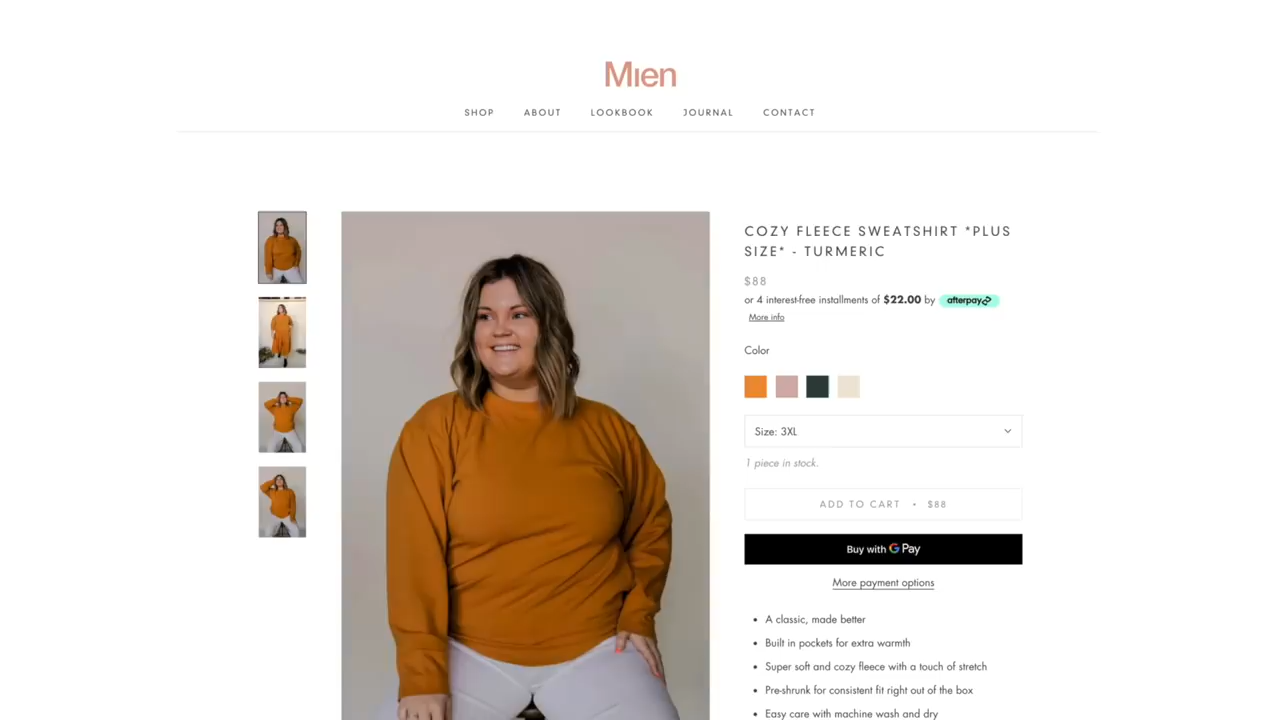 Mien
SHOP ABOUT LOOKBOOK JOURNAL CONTACT
COZY FLEECE SWEATSHIRT *PLUS
SIZE* - TURMERIC
$88
or 4 interest-free installments of $22.00 by afterpay
More info
Color
Size: 3XL
1 piece in stock.
ADD TO CART • $88
Buy with G Pay
More payment options
• A classic, made better
• Built in pockets for extra warmth
• Super soft and cozy fleece with a touch of stretch
• Pre-shrunk for consistent fit right out of the box
• Easy care with machine wash and dry